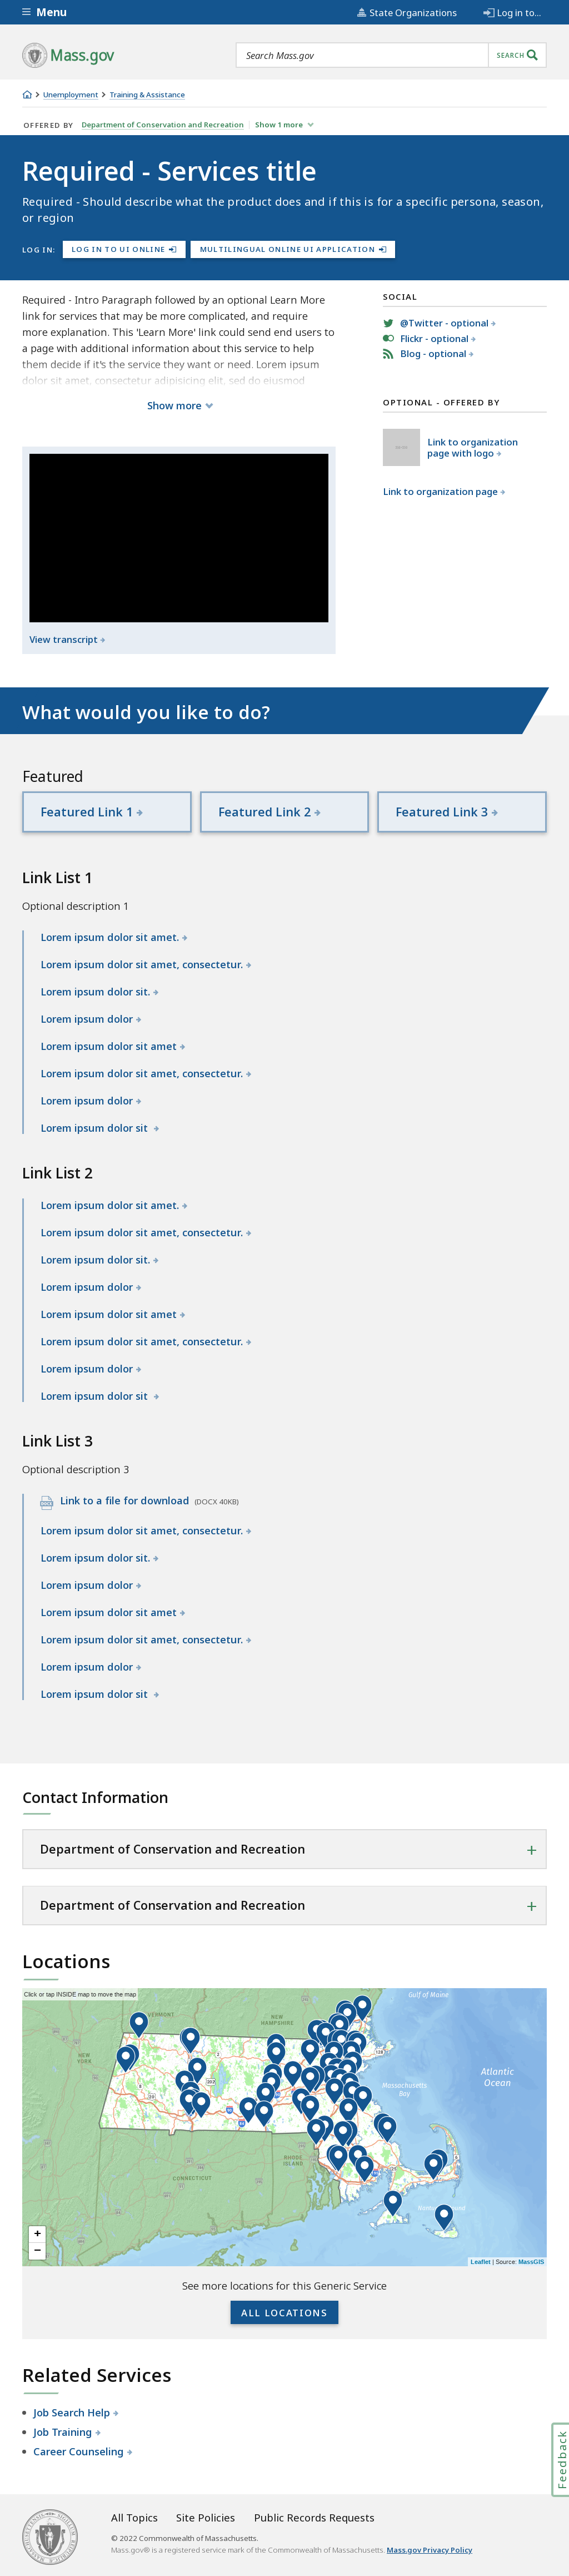 Menu
State Organizations
Log in to...
Mass.gov
Search Mass.gov
SEARCH
Unemployment
Training & Assistance
OFFERED BY
Department of Conservation and Recreation
Show 1 more
Required - Services title
Required - Should describe what the product does and if this is for a specific persona, season,
or region
LOG IN:
LOG IN TO UI ONLINE
MULTILINGUAL ONLINE UI APPLICATION
Required - Intro Paragraph followed by an optional Learn More
link for services that may be more complicated, and require
more explanation. This 'Learn More' link could send end users to
a page with additional information about this service to help
them decide if it's the service they want or need. Lorem ipsum
dolor sit amet, consectetur adipisicing elit, sed do eiusmod
Show more
SOCIAL
@Twitter - optional
Flickr - optional
Blog - optional
OPTIONAL - OFFERED BY
Link to organization
page with logo
Link to organization page
View transcript
What would you like to do?
Featured
Featured Link 1
Featured Link 2
Featured Link 3
Link List 1
Optional description 1
Lorem ipsum dolor sit amet.
Lorem ipsum dolor sit amet, consectetur.
Lorem ipsum dolor sit.
Lorem ipsum dolor
Lorem ipsum dolor sit amet
Lorem ipsum dolor sit amet, consectetur.
Lorem ipsum dolor
Lorem ipsum dolor sit
Link List 2
Lorem ipsum dolor sit amet.
Lorem ipsum dolor sit amet, consectetur.
Lorem ipsum dolor sit.
Lorem ipsum dolor
Lorem ipsum dolor sit amet
Lorem ipsum dolor sit amet, consectetur.
Lorem ipsum dolor
Lorem ipsum dolor sit
Link List 3
Optional description 3
DOCX
Link to a file for download (DOCX 40KB)
Lorem ipsum dolor sit amet, consectetur.
Lorem ipsum dolor sit.
Lorem ipsum dolor
Lorem ipsum dolor sit amet
Lorem ipsum dolor sit amet, consectetur.
Lorem ipsum dolor
Lorem ipsum dolor sit
Contact Information
Department of Conservation and Recreation
+
Department of Conservation and Recreation
+
Locations
Click or tap INSIDE map to move the map
Gulf of Maine
VERMONT
NEW
HAMPSHIRE
NEW
YORK
Atlantic
Ocean
Massachusetts
Bay
RHODE
ISLAND
CONNECTICUT
+
−
Leaflet | Source: MassGIS
See more locations for this Generic Service
ALL LOCATIONS
Related Services
Job Search Help
Job Training
Career Counseling
Feedback
All Topics
Site Policies
Public Records Requests
© 2022 Commonwealth of Massachusetts.
Mass.gov® is a registered service mark of the Commonwealth of Massachusetts. Mass.gov Privacy Policy